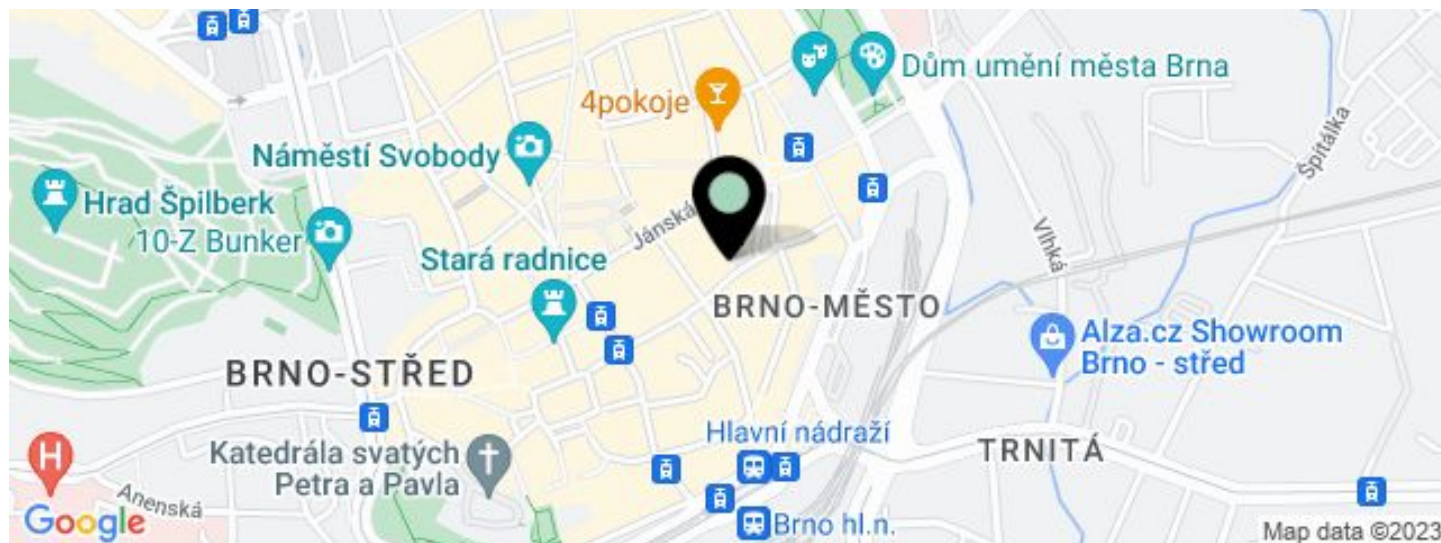 Dům umění města Brna
4pokoje
Náměstí Svobody
Špitálka
Hrad Špilberk
Jánská
10-Z Bunker
Vlhká
Stará radnice
BRNO-MĚSTO
Alza.cz Showroom
Brno - střed
BRNO-STŘED
Hlavní nádraží
TRNITÁ
Katedrála svatých
Petra a Pavla
H
Anenská
Google
Brno hl.n.
Map data ©2023